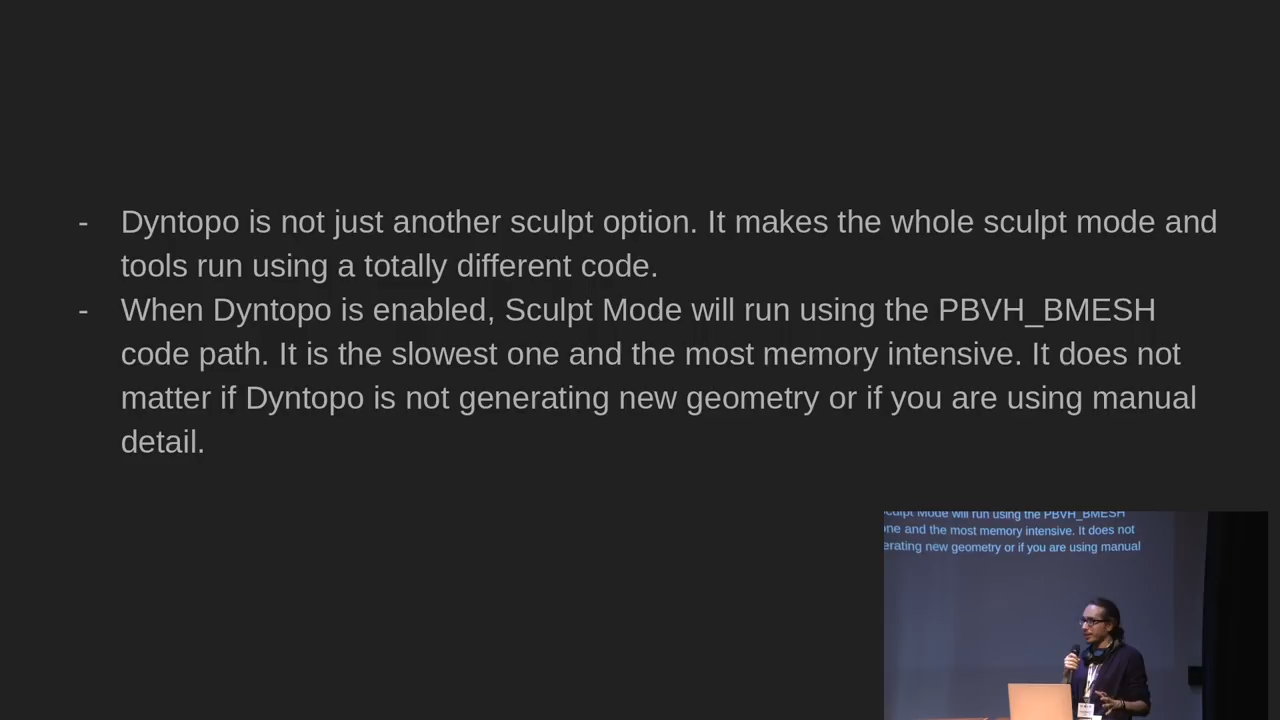 - Dyntopo is not just another sculpt option. It makes the whole sculpt mode and
tools run using a totally different code.
- When Dyntopo is enabled, Sculpt Mode will run using the PBVH_BMESH
code path. It is the slowest one and the most memory intensive. It does not
matter if Dyntopo is not generating new geometry or if you are using manual
detail.
Sculpt Mode will run using the PBVH_BMESH
one and the most memory intensive. It does not
erating new geometry or if you are using manual